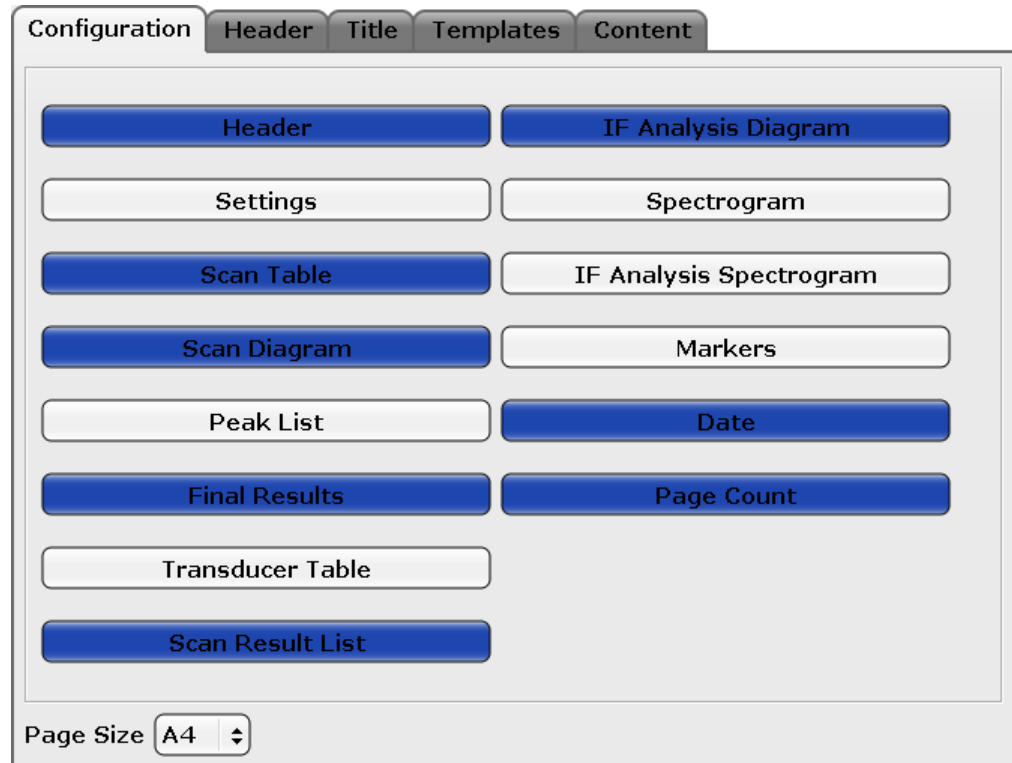 Configuration Header Title Templates Content
Header IF Analysis Diagram
Settings Spectrogram
Scan Table IF Analysis Spectrogram
Scan Diagram Markers
Peak List Date
Final Results Page Count
Transducer Table
Scan Result List
Page Size A4